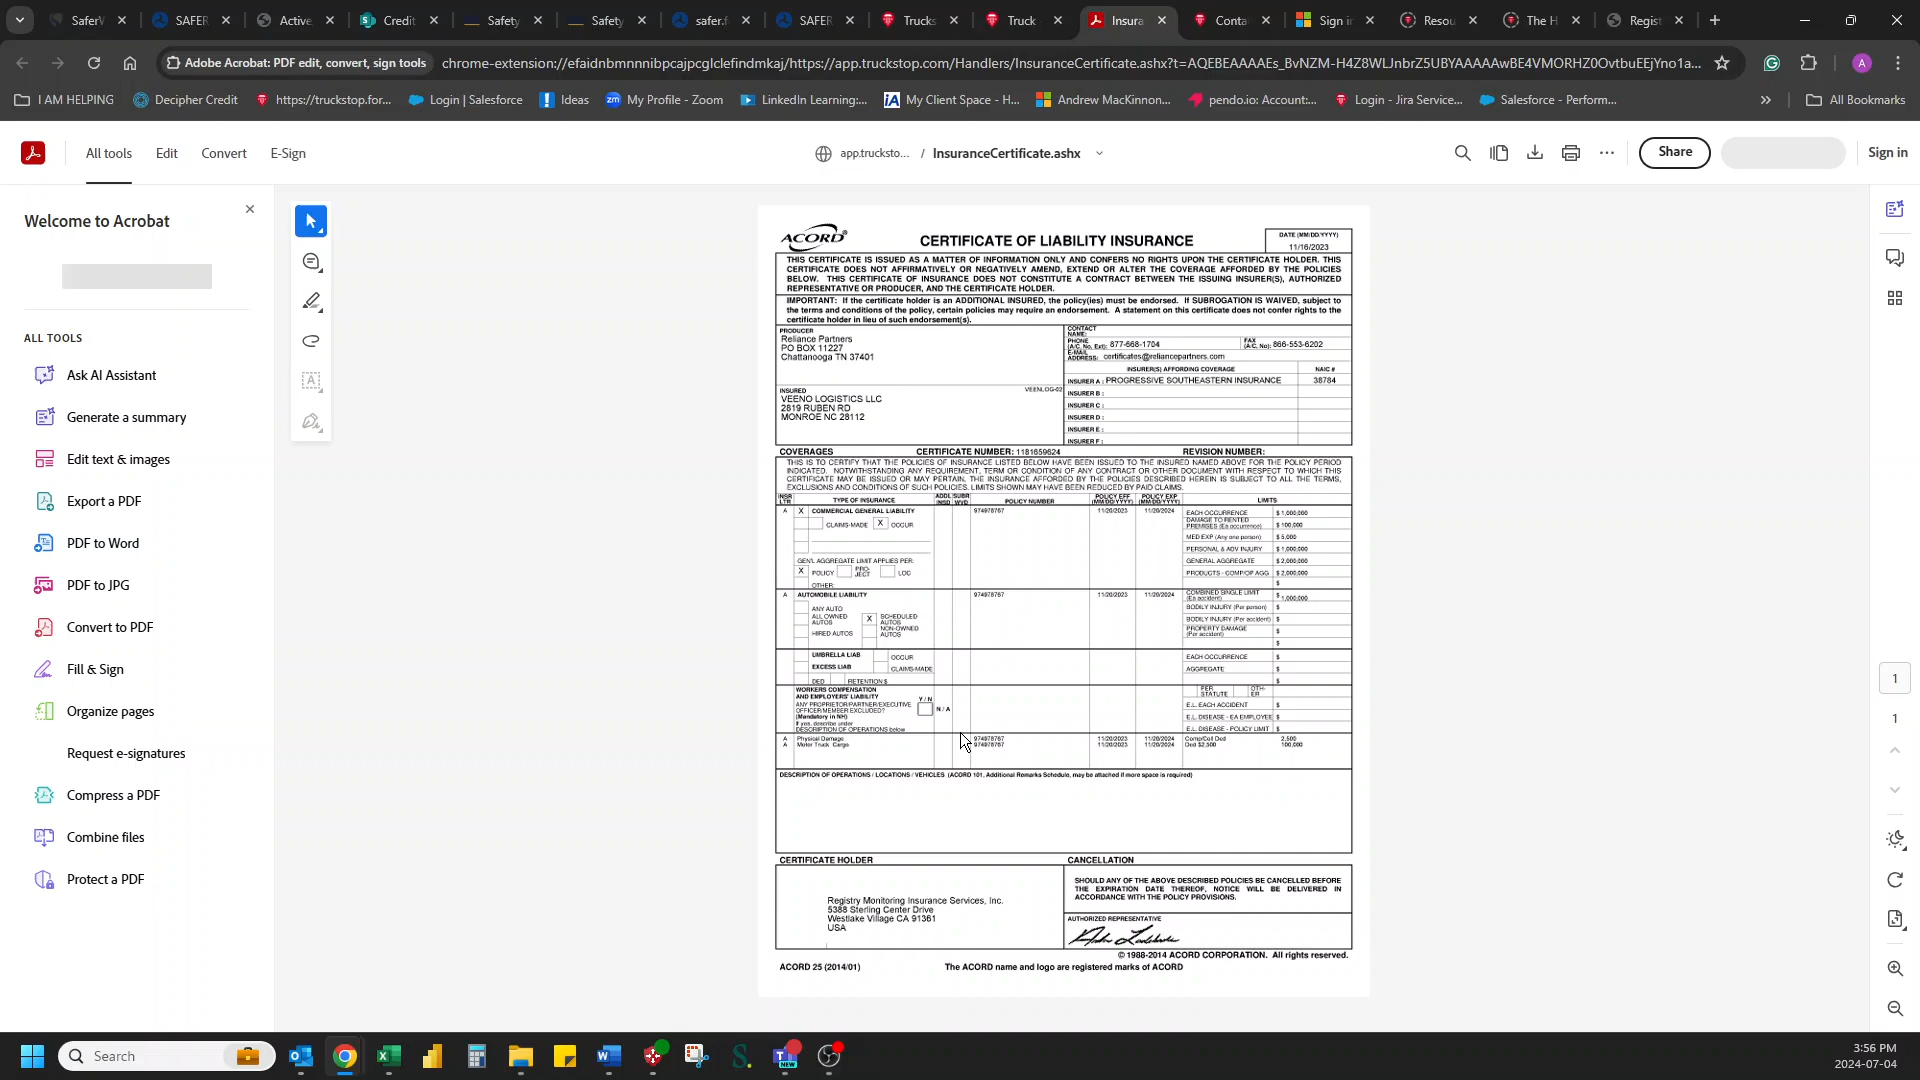 SaferW
SAFER
Active
Credit
Safety
Safety
safer.f
SAFER
Trucks
Truck
Insura
Conta
Sign in
Resou
The H
Regist
Adobe Acrobat: PDF edit, convert, sign tools
I AM HELPING
Decipher Credit
https://truckstop.for...
Login | Salesforce
Ideas
My Profile - Zoom
LinkedIn Learning:...
My Client Space - H...
Andrew MacKinnon...
pendo.io: Account:...
Login - Jira Service...
Salesforce - Perform...
All Bookmarks
All tools
Edit
Convert
E-Sign
app.trucksto... / InsuranceCertificate.ashx
Share
Sign in
Welcome to Acrobat
ALL TOOLS
Ask AI Assistant
Generate a summary
Edit text & images
Export a PDF
PDF to Word
PDF to JPG
Convert to PDF
Fill & Sign
Organize pages
Request e-signatures
Compress a PDF
Combine files
Protect a PDF
ACORD
CERTIFICATE OF LIABILITY INSURANCE
DATE (MM/DD/YYYY)
11/16/2023
THIS CERTIFICATE IS ISSUED AS A MATTER OF INFORMATION ONLY AND CONFERS NO RIGHTS UPON THE CERTIFICATE HOLDER. THIS
CERTIFICATE DOES NOT AFFIRMATIVELY OR NEGATIVELY AMEND, EXTEND OR ALTER THE COVERAGE AFFORDED BY THE POLICIES
BELOW. THIS CERTIFICATE OF INSURANCE DOES NOT CONSTITUTE A CONTRACT BETWEEN THE ISSUING INSURER(S), AUTHORIZED
REPRESENTATIVE OR PRODUCER, AND THE CERTIFICATE HOLDER.
IMPORTANT: If the certificate holder is an ADDITIONAL INSURED, the policy(ies) must be endorsed. If SUBROGATION IS WAIVED, subject to
the terms and conditions of the policy, certain policies may require an endorsement. A statement on this certificate does not confer rights to the
certificate holder in lieu of such endorsement(s).
PRODUCER
Reliance Partners
PO BOX 11227
Chattanooga TN 37401
CONTACT
NAME:
PHONE
(A/C, No, Ext): 877-668-1704
FAX
(A/C, No): 866-553-6202
E-MAIL
ADDRESS: certificates@reliancepartners.com
INSURER(S) AFFORDING COVERAGE
NAIC #
INSURER A : PROGRESSIVE SOUTHEASTERN INSURANCE
38784
INSURED
VEENLOG-02
VEENO LOGISTICS LLC
2819 RUBEN RD
MONROE NC 28112
INSURER B :
INSURER C :
INSURER D :
INSURER E :
INSURER F :
COVERAGES
CERTIFICATE NUMBER: 1181659624
REVISION NUMBER:
THIS IS TO CERTIFY THAT THE POLICIES OF INSURANCE LISTED BELOW HAVE BEEN ISSUED TO THE INSURED NAMED ABOVE FOR THE POLICY PERIOD
INDICATED. NOTWITHSTANDING ANY REQUIREMENT, TERM OR CONDITION OF ANY CONTRACT OR OTHER DOCUMENT WITH RESPECT TO WHICH THIS
CERTIFICATE MAY BE ISSUED OR MAY PERTAIN, THE INSURANCE AFFORDED BY THE POLICIES DESCRIBED HEREIN IS SUBJECT TO ALL THE TERMS,
EXCLUSIONS AND CONDITIONS OF SUCH POLICIES. LIMITS SHOWN MAY HAVE BEEN REDUCED BY PAID CLAIMS.
INSR
LTR
TYPE OF INSURANCE
ADDL
INSD
SUBR
WVD
POLICY NUMBER
POLICY EFF
(MM/DD/YYYY)
POLICY EXP
(MM/DD/YYYY)
LIMITS
A X COMMERCIAL GENERAL LIABILITY 974978767 11/20/2023 11/20/2024
CLAIMS-MADE X OCCUR
GEN'L AGGREGATE LIMIT APPLIES PER:
X POLICY PRO-JECT LOC
OTHER:
EACH OCCURRENCE $ 1,000,000
DAMAGE TO RENTED
PREMISES (Ea occurrence) $ 100,000
MED EXP (Any one person) $ 5,000
PERSONAL & ADV INJURY $ 1,000,000
GENERAL AGGREGATE $ 2,000,000
PRODUCTS - COMP/OP AGG $ 2,000,000
$
A AUTOMOBILE LIABILITY 974978767 11/20/2023 11/20/2024
ANY AUTO
ALL OWNED
AUTOS
X SCHEDULED
AUTOS
HIRED AUTOS
NON-OWNED
AUTOS
COMBINED SINGLE LIMIT
(Ea accident) $ 1,000,000
BODILY INJURY (Per person) $
BODILY INJURY (Per accident) $
PROPERTY DAMAGE
(Per accident) $
$
UMBRELLA LIAB OCCUR
EXCESS LIAB CLAIMS-MADE
DED RETENTION $
EACH OCCURRENCE $
AGGREGATE $
$
WORKERS COMPENSATION
AND EMPLOYERS' LIABILITY
Y / N
ANY PROPRIETOR/PARTNER/EXECUTIVE
OFFICER/MEMBER EXCLUDED?
N / A
(Mandatory in NH)
If yes, describe under
DESCRIPTION OF OPERATIONS below
PER
STATUTE
OTH-
ER
E.L. EACH ACCIDENT $
E.L. DISEASE - EA EMPLOYEE $
E.L. DISEASE - POLICY LIMIT $
A Physical Damage 974978767 11/20/2023 11/20/2024 Comp/Coll Ded 2,500
A Motor Truck Cargo 974978767 11/20/2023 11/20/2024 Ded $2,500 100,000
DESCRIPTION OF OPERATIONS / LOCATIONS / VEHICLES (ACORD 101, Additional Remarks Schedule, may be attached if more space is required)
CERTIFICATE HOLDER
CANCELLATION
Registry Monitoring Insurance Services, Inc.
5388 Sterling Center Drive
Westlake Village CA 91361
USA
SHOULD ANY OF THE ABOVE DESCRIBED POLICIES BE CANCELLED BEFORE
THE EXPIRATION DATE THEREOF, NOTICE WILL BE DELIVERED IN
ACCORDANCE WITH THE POLICY PROVISIONS.
AUTHORIZED REPRESENTATIVE
© 1988-2014 ACORD CORPORATION. All rights reserved.
ACORD 25 (2014/01)
The ACORD name and logo are registered marks of ACORD
1
1
Search
3:56 PM
2024-07-04